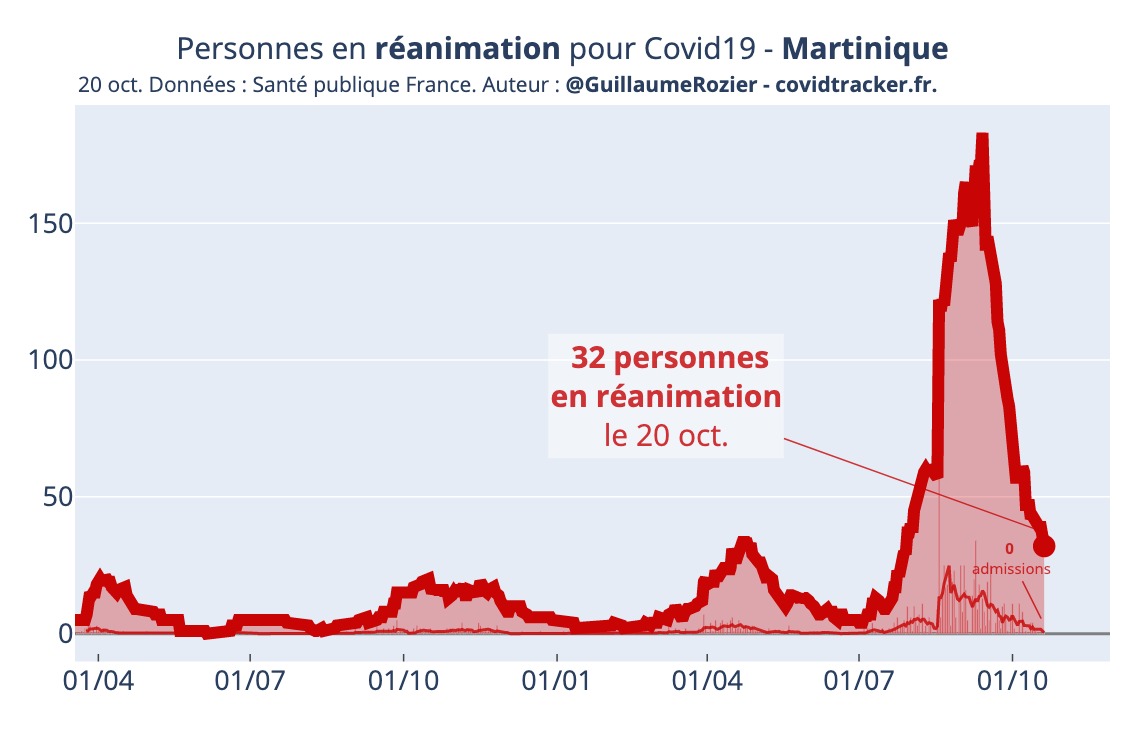 Personnes en réanimation pour Covid19 - Martinique
20 oct. Données : Santé publique France. Auteur : @GuillaumeRozier - covidtracker.fr.
150
100
50
0
32 personnes
en réanimation
le 20 oct.
0
admissions
01/04
01/07
01/10
01/01
01/04
01/07
01/10